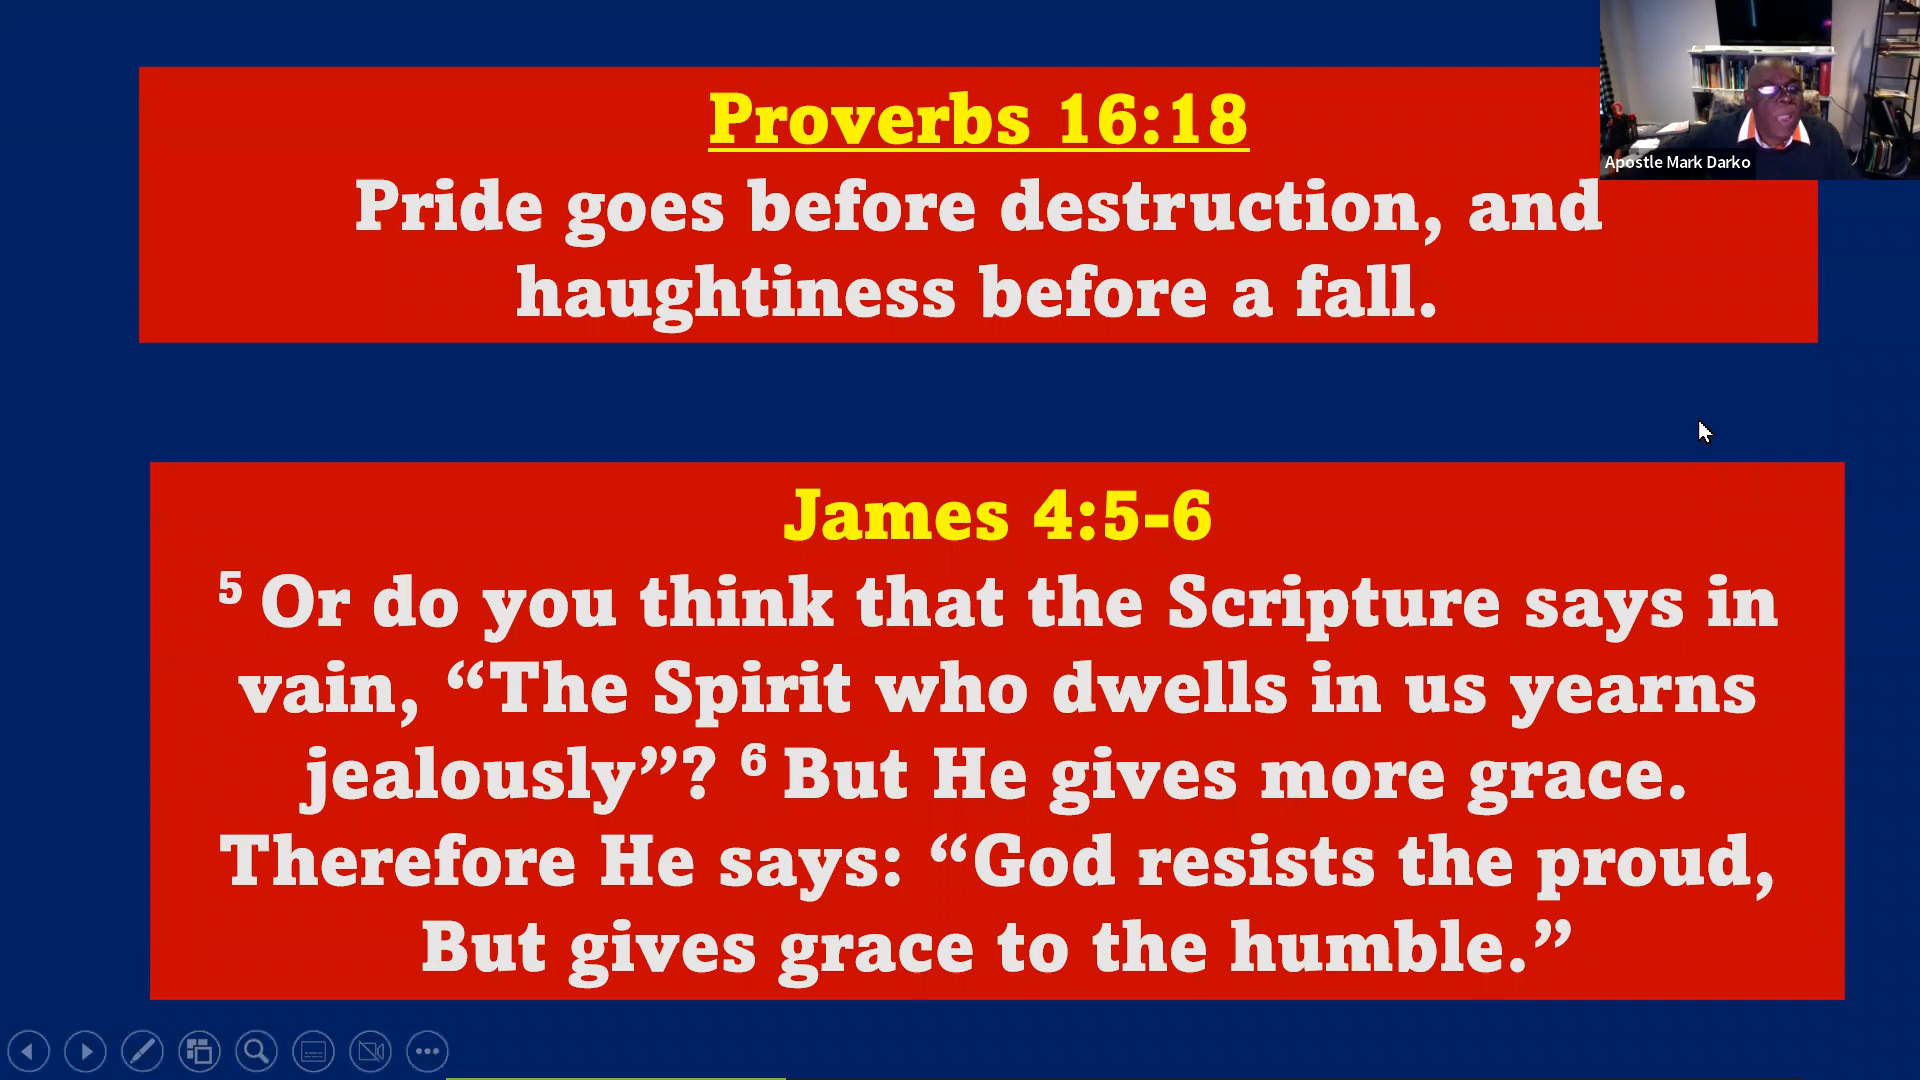 Proverbs 16:18
Pride goes before destruction, and
haughtiness before a fall.
Apostle Mark Darko
James 4:5-6
5 Or do you think that the Scripture says in
vain, “The Spirit who dwells in us yearns
jealously”? 6 But He gives more grace.
Therefore He says: “God resists the proud,
But gives grace to the humble.”